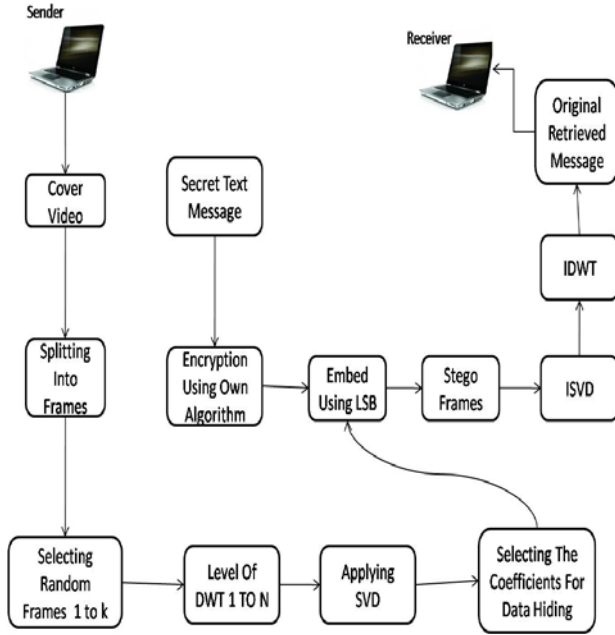 Sender
Receiver
Original
Retrieved
Message
Cover
Video
Secret Text
Message
IDWT
Splitting
Into
Frames
Encryption
Using Own
Algorithm
Embed
Using LSB
Stego
Frames
ISVD
Selecting
Random
Frames 1 to k
Level Of
DWT 1 TO N
Applying
SVD
Selecting The
Coefficients For
Data Hiding